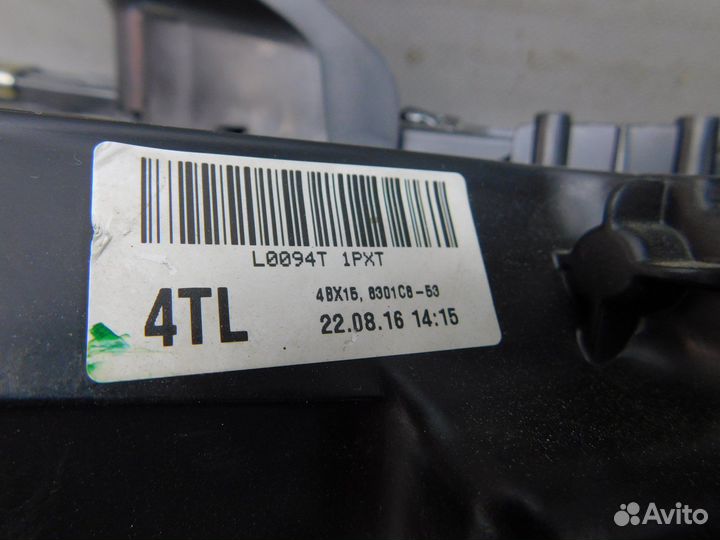 L0094T 1PXT
4TL
4BX15, 8301C8-53
22.08.16 14:15
Avito